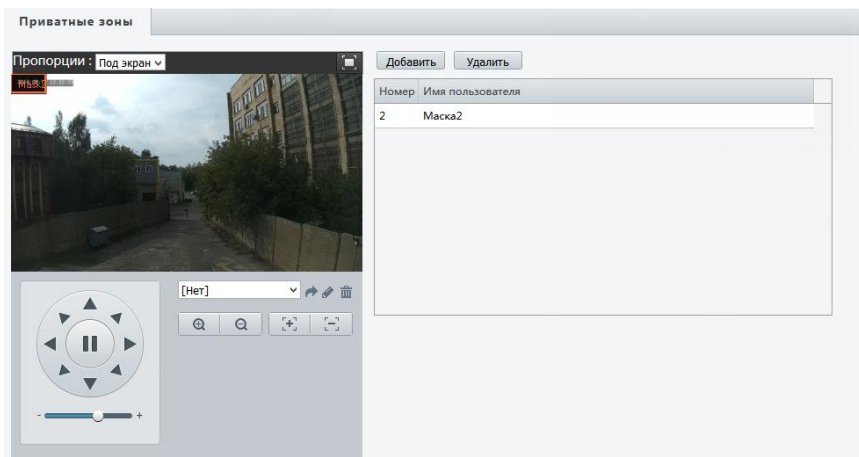 Приватные зоны
Пропорции : Под экран
Добавить Удалить
Номер Имя пользователя
2 Маска2
[Нет]
- +